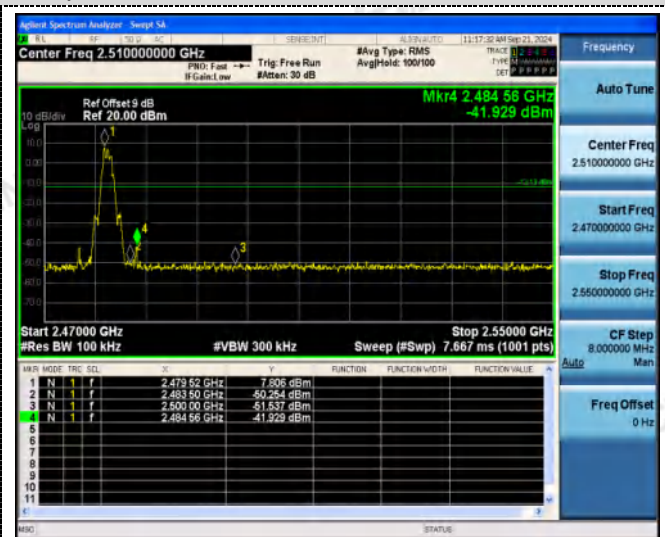 Agilent Spectrum Analyzer - Swept SA
RL RF 50 Ω AC SENSE:INT ALIGNAUTO 11:17:32 AM Sep 21, 2024
Center Freq 2.510000000 GHz #Avg Type: RMS TRACE 1 2 3 4 5 6
PNO: Fast Trig: Free Run Avg|Hold: 100/100 TYPE
IFGain:Low #Atten: 30 dB DET P P P P P P
Mkr4 2.484 56 GHz
-41.929 dBm
Ref Offset 9 dB
10 dB/div Ref 20.00 dBm
Log
10.0
0.00
-10.0
-20.0
-30.0
-40.0
-50.0
-60.0
-70.0
1
4
3
Start 2.47000 GHz Stop 2.55000 GHz
#Res BW 100 kHz #VBW 300 kHz Sweep (#Swp) 7.667 ms (1001 pts)
MKR MODE TRC SCL X Y FUNCTION FUNCTION WIDTH FUNCTION VALUE
1 N 1 f 2.479 52 GHz 7.806 dBm
2 N 1 f 2.483 50 GHz -50.254 dBm
3 N 1 f 2.500 00 GHz -51.537 dBm
4 N 1 f 2.484 56 GHz -41.929 dBm
5
6
7
8
9
10
11
MSG STATUS
Frequency
Auto Tune
Center Freq
2.510000000 GHz
Start Freq
2.470000000 GHz
Stop Freq
2.550000000 GHz
CF Step
8.000000 MHz
Auto Man
Freq Offset
0 Hz